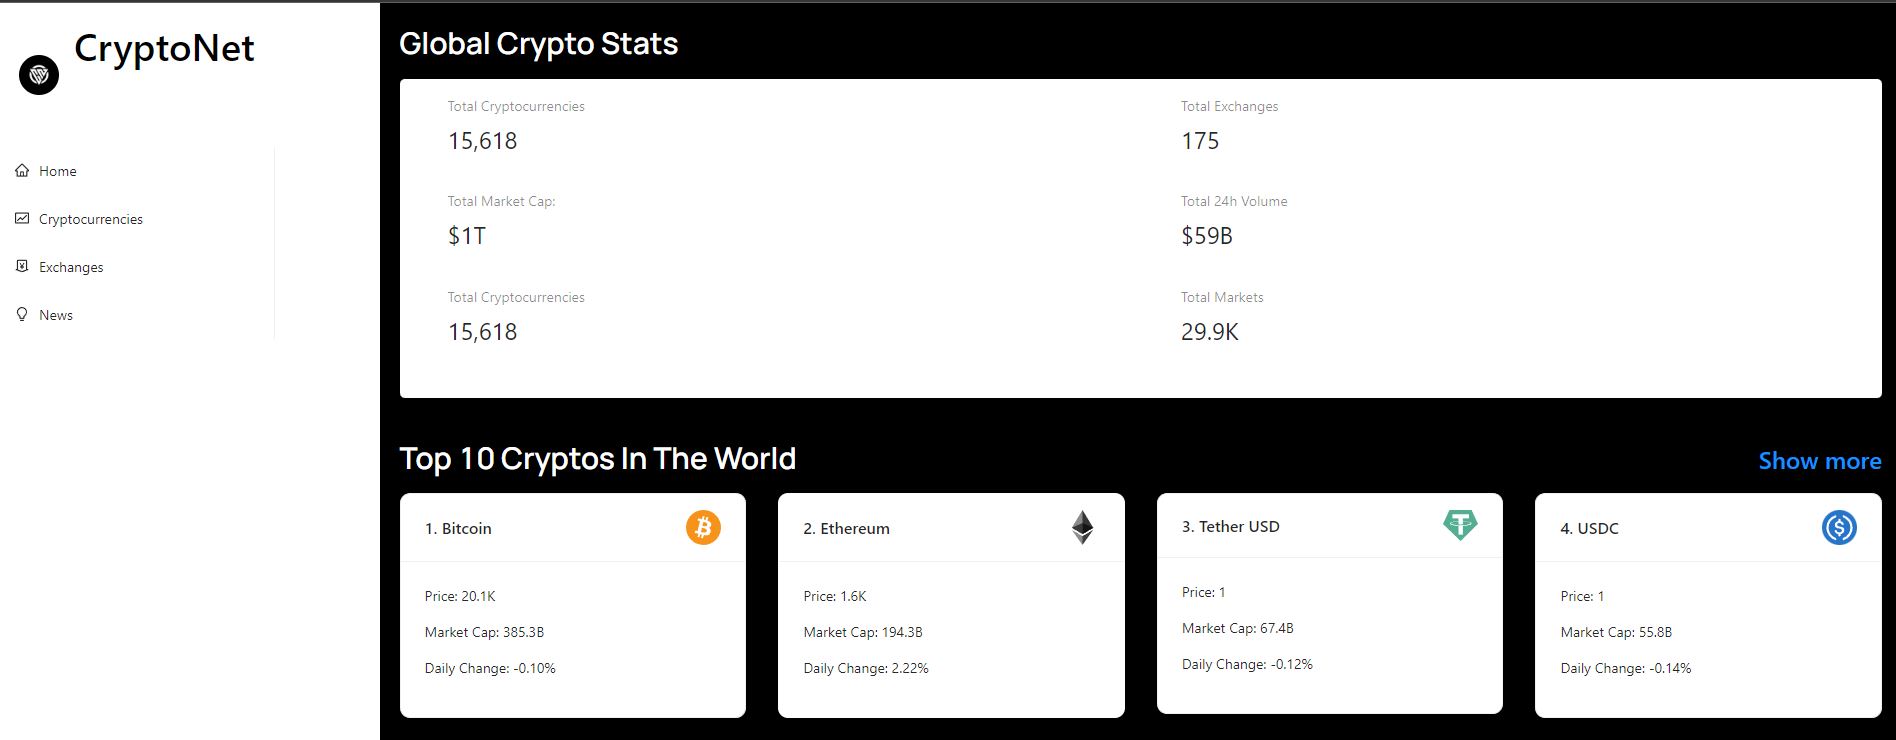 CryptoNet
Home
Cryptocurrencies
Exchanges
News
Global Crypto Stats
Total Cryptocurrencies
15,618
Total Exchanges
175
Total Market Cap:
$1T
Total 24h Volume
$59B
Total Cryptocurrencies
15,618
Total Markets
29.9K
Top 10 Cryptos In The World
Show more
1. Bitcoin
Price: 20.1K
Market Cap: 385.3B
Daily Change: -0.10%
2. Ethereum
Price: 1.6K
Market Cap: 194.3B
Daily Change: 2.22%
3. Tether USD
Price: 1
Market Cap: 67.4B
Daily Change: -0.12%
4. USDC
Price: 1
Market Cap: 55.8B
Daily Change: -0.14%